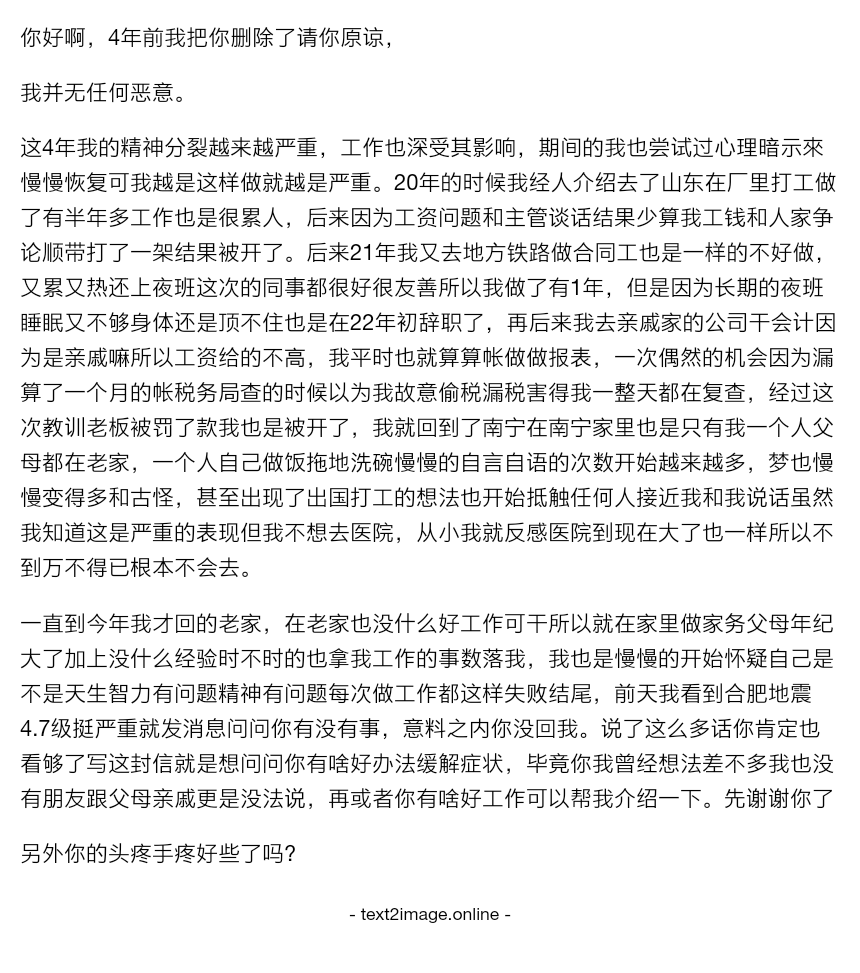 你好啊，4年前我把你删除了请你原谅，
我并无任何恶意。
这4年我的精神分裂越来越严重，工作也深受其影响，期间的我也尝试过心理暗示來
慢慢恢复可我越是这样做就越是严重。20年的时候我经人介绍去了山东在厂里打工做
了有半年多工作也是很累人，后来因为工资问题和主管谈话结果少算我工钱和人家争
论顺带打了一架结果被开了。后来21年我又去地方铁路做合同工也是一样的不好做，
又累又热还上夜班这次的同事都很好很友善所以我做了有1年，但是因为长期的夜班
睡眠又不够身体还是顶不住也是在22年初辞职了，再后来我去亲戚家的公司干会计因
为是亲戚嘛所以工资给的不高，我平时也就算算帐做做报表，一次偶然的机会因为漏
算了一个月的帐税务局查的时候以为我故意偷税漏税害得我一整天都在复查，经过这
次教训老板被罚了款我也是被开了，我就回到了南宁在南宁家里也是只有我一个人父
母都在老家，一个人自己做饭拖地洗碗慢慢的自言自语的次数开始越来越多，梦也慢
慢变得多和古怪，甚至出现了出国打工的想法也开始抵触任何人接近我和我说话虽然
我知道这是严重的表现但我不想去医院，从小我就反感医院到现在大了也一样所以不
到万不得已根本不会去。
一直到今年我才回的老家，在老家也没什么好工作可干所以就在家里做家务父母年纪
大了加上没什么经验时不时的也拿我工作的事数落我，我也是慢慢的开始怀疑自己是
不是天生智力有问题精神有问题每次做工作都这样失败结尾，前天我看到合肥地震
4.7级挺严重就发消息问问你有没有事，意料之内你没回我。说了这么多话你肯定也
看够了写这封信就是想问问你有啥好办法缓解症状，毕竟你我曾经想法差不多我也没
有朋友跟父母亲戚更是没法说，再或者你有啥好工作可以帮我介绍一下。先谢谢你了
另外你的头疼手疼好些了吗？
- text2image.online -